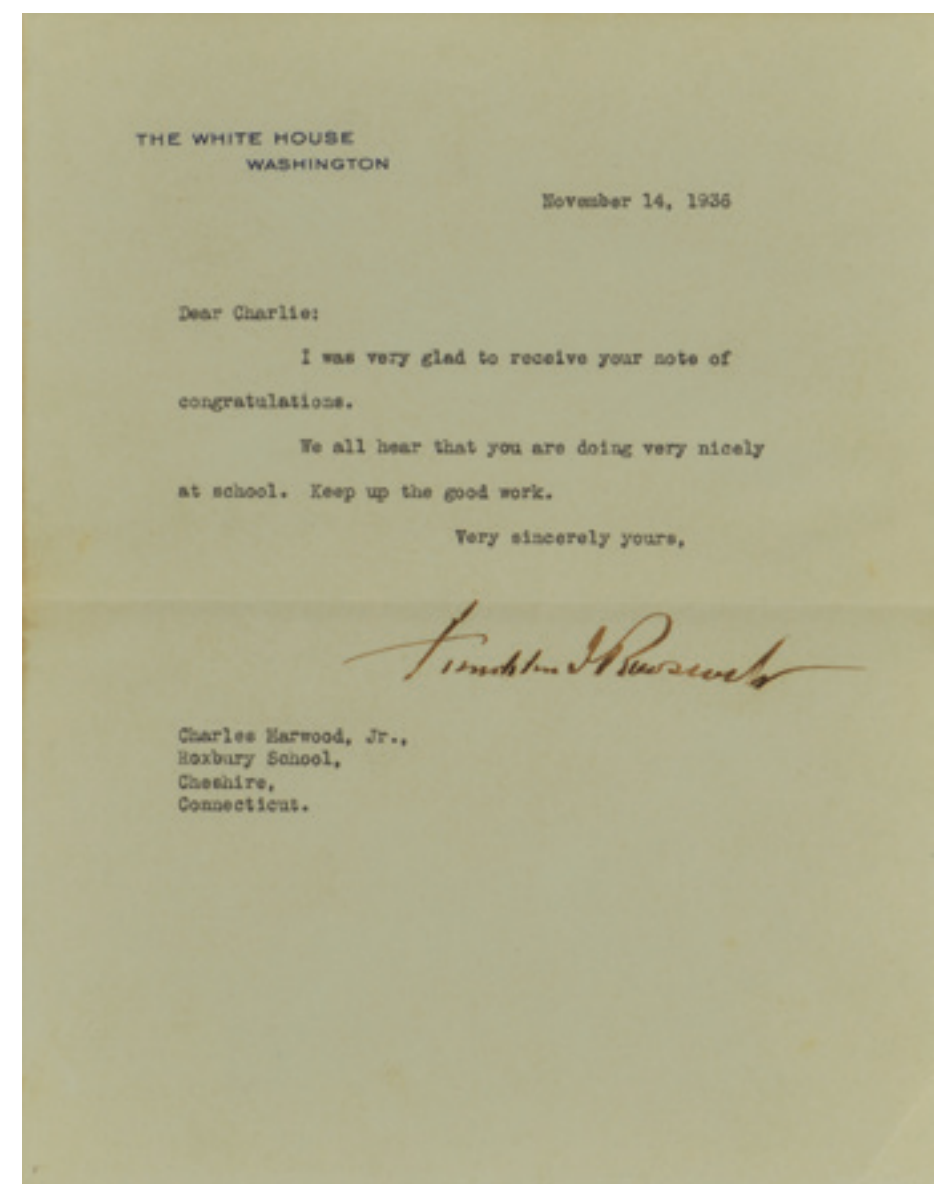 THE WHITE HOUSE
WASHINGTON
November 14, 1936
Dear Charlie:
I was very glad to receive your note of
congratulations.
We all hear that you are doing very nicely
at school. Keep up the good work.
Very sincerely yours,
Franklin D Roosevelt
Charles Harwood, Jr.,
Roxbury School,
Cheshire,
Connecticut.